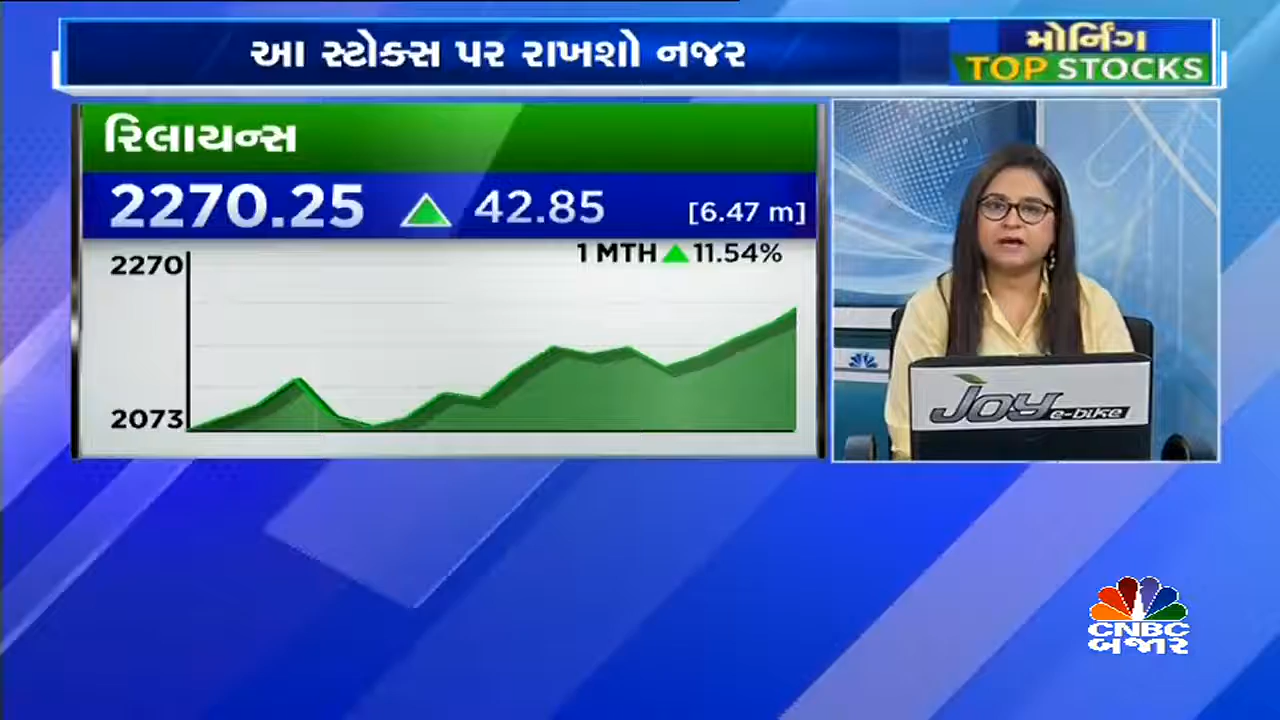 આ સ્ટોક્સ પર રાખશો નજર
મોર્નિંગ
TOP STOCKS
રિલાયન્સ
2270.25 ▲ 42.85 [6.47 m]
1 MTH ▲ 11.54%
2270
2073
Joy e-bike
CNBC
બજાર